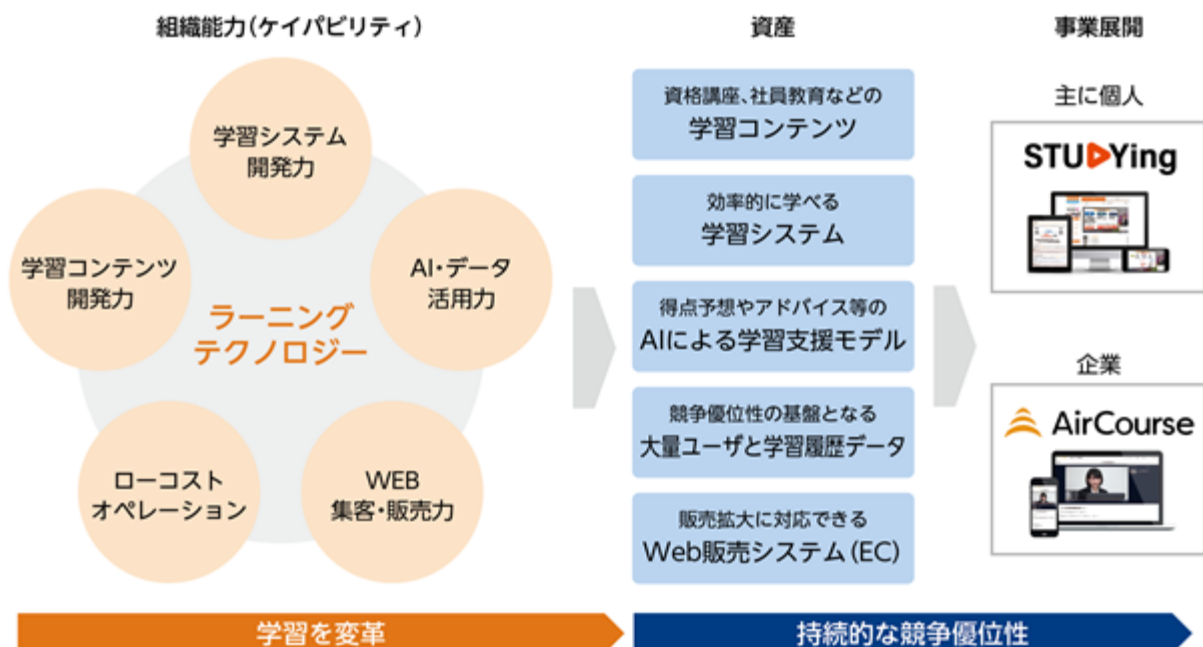 組織能力(ケイパビリティ)
学習システム
開発力
学習コンテンツ
開発力
AI・データ
活用力
ラーニング
テクノロジー
ローコスト
オペレーション
WEB
集客・販売力
資産
資格講座、社員教育などの
学習コンテンツ
効率的に学べる
学習システム
得点予想やアドバイス等の
AIによる学習支援モデル
競争優位性の基盤となる
大量ユーザと学習履歴データ
販売拡大に対応できる
Web販売システム(EC)
事業展開
主に個人
STUDYing
企業
AirCourse
学習を変革
持続的な競争優位性